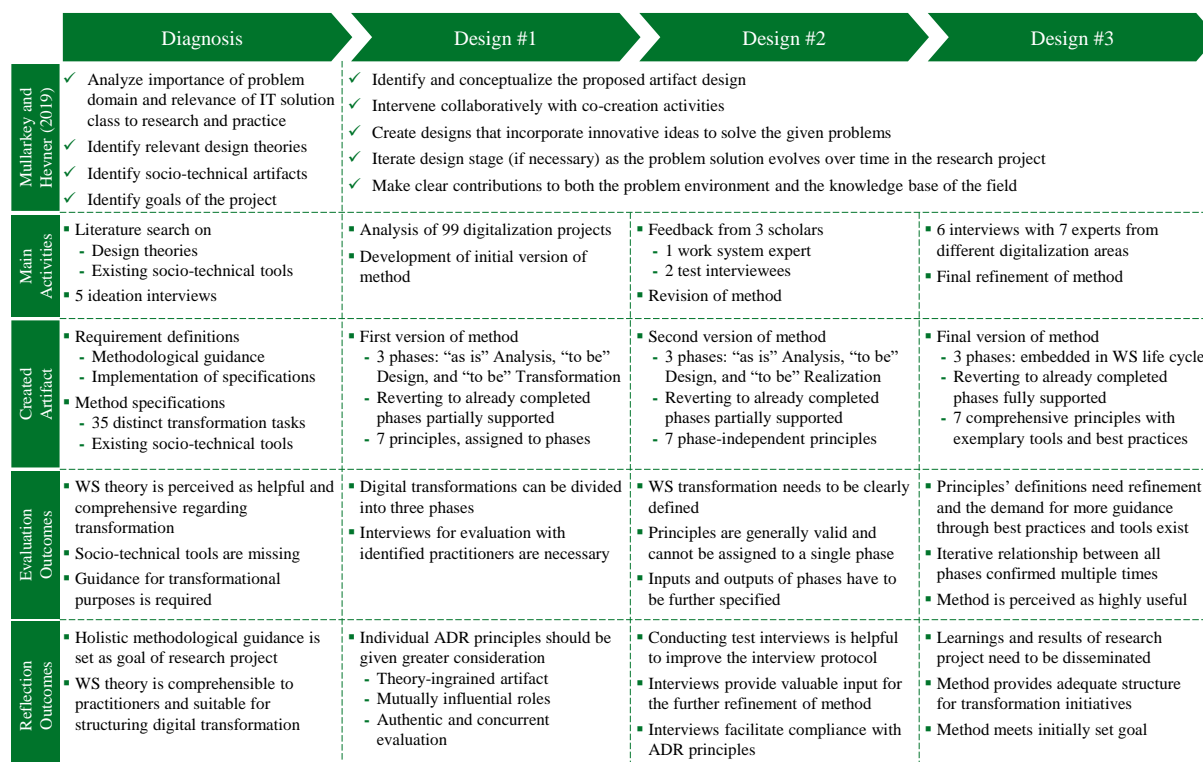 Diagnosis
Design #1
Design #2
Design #3
Mullarkey and
Hevner (2019)
✓ Analyze importance of problem
domain and relevance of IT solution
class to research and practice
✓ Identify relevant design theories
✓ Identify socio-technical artifacts
✓ Identify goals of the project
✓ Identify and conceptualize the proposed artifact design
✓ Intervene collaboratively with co-creation activities
✓ Create designs that incorporate innovative ideas to solve the given problems
✓ Iterate design stage (if necessary) as the problem solution evolves over time in the research project
✓ Make clear contributions to both the problem environment and the knowledge base of the field
Main
Activities
▪ Literature search on
- Design theories
- Existing socio-technical tools
▪ 5 ideation interviews
▪ Analysis of 99 digitalization projects
▪ Development of initial version of
method
▪ Feedback from 3 scholars
- 1 work system expert
- 2 test interviewees
▪ Revision of method
▪ 6 interviews with 7 experts from
different digitalization areas
▪ Final refinement of method
Created
Artifact
▪ Requirement definitions
- Methodological guidance
- Implementation of specifications
▪ Method specifications
- 35 distinct transformation tasks
- Existing socio-technical tools
▪ First version of method
- 3 phases: “as is” Analysis, “to be”
Design, and “to be” Transformation
- Reverting to already completed
phases partially supported
- 7 principles, assigned to phases
▪ Second version of method
- 3 phases: “as is” Analysis, “to be”
Design, and “to be” Realization
- Reverting to already completed
phases partially supported
- 7 phase-independent principles
▪ Final version of method
- 3 phases: embedded in WS life cycle
- Reverting to already completed
phases fully supported
- 7 comprehensive principles with
exemplary tools and best practices
Evaluation
Outcomes
▪ WS theory is perceived as helpful and
comprehensive regarding
transformation
▪ Socio-technical tools are missing
▪ Guidance for transformational
purposes is required
▪ Digital transformations can be divided
into three phases
▪ Interviews for evaluation with
identified practitioners are necessary
▪ WS transformation needs to be clearly
defined
▪ Principles are generally valid and
cannot be assigned to a single phase
▪ Inputs and outputs of phases have to
be further specified
▪ Principles’ definitions need refinement
and the demand for more guidance
through best practices and tools exist
▪ Iterative relationship between all
phases confirmed multiple times
▪ Method is perceived as highly useful
Reflection
Outcomes
▪ Holistic methodological guidance is
set as goal of research project
▪ WS theory is comprehensible to
practitioners and suitable for
structuring digital transformation
▪ Individual ADR principles should be
given greater consideration
- Theory-ingrained artifact
- Mutually influential roles
- Authentic and concurrent
evaluation
▪ Conducting test interviews is helpful
to improve the interview protocol
▪ Interviews provide valuable input for
the further refinement of method
▪ Interviews facilitate compliance with
ADR principles
▪ Learnings and results of research
project need to be disseminated
▪ Method provides adequate structure
for transformation initiatives
▪ Method meets initially set goal